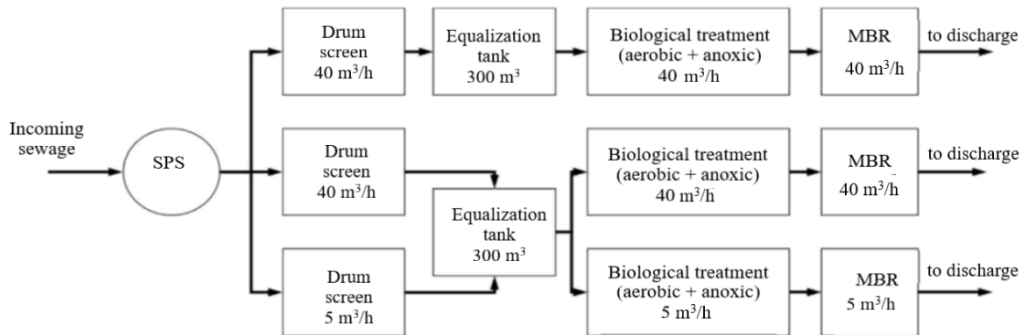 Drum
screen
40 m³/h
Equalization
tank
300 m³
Biological treatment
(aerobic + anoxic)
40 m³/h
MBR
40 m³/h
to discharge
Incoming
sewage
SPS
Drum
screen
40 m³/h
Equalization
tank
300 m³
Biological treatment
(aerobic + anoxic)
40 m³/h
MBR
40 m³/h
to discharge
Drum
screen
5 m³/h
Biological treatment
(aerobic + anoxic)
5 m³/h
MBR
5 m³/h
to discharge